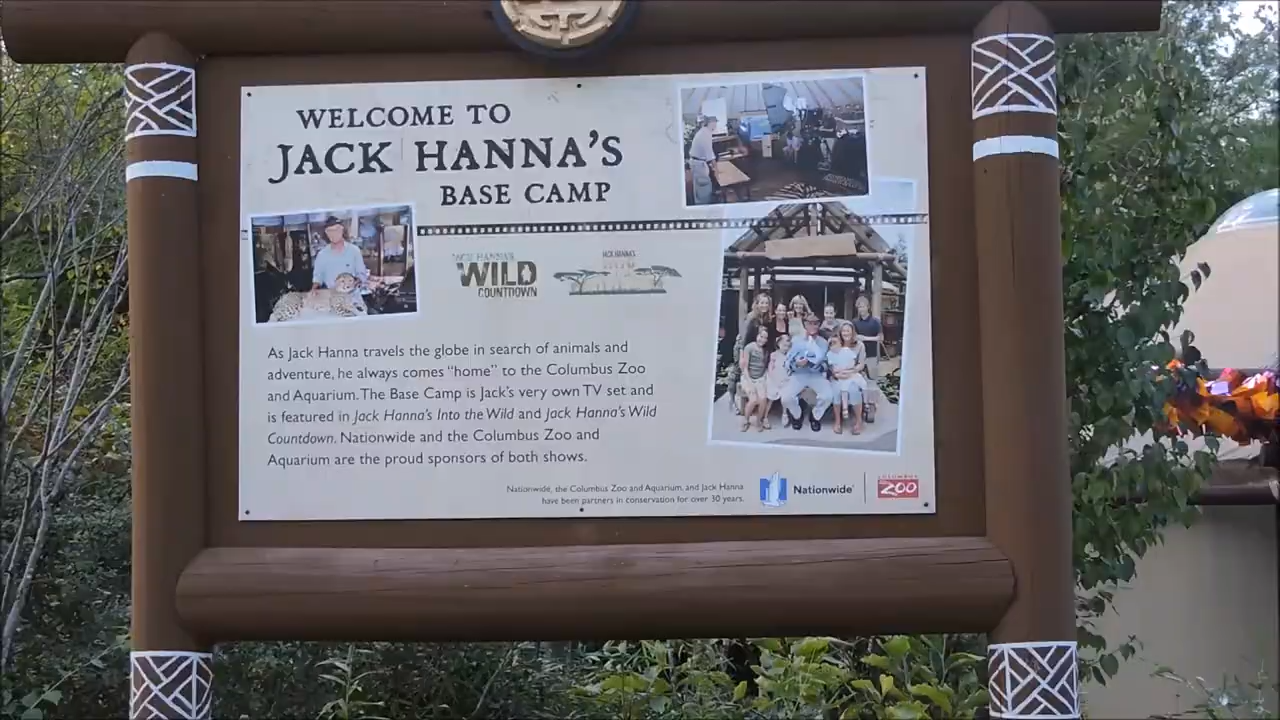 WELCOME TO
JACK HANNA'S
BASE CAMP
JACK HANNA'S
WILD
COUNTDOWN
JACK HANNA'S
INTO
As Jack Hanna travels the globe in search of animals and
adventure, he always comes “home” to the Columbus Zoo
and Aquarium. The Base Camp is Jack's very own TV set and
is featured in Jack Hanna's Into the Wild and Jack Hanna's Wild
Countdown. Nationwide and the Columbus Zoo and
Aquarium are the proud sponsors of both shows.
Nationwide, the Columbus Zoo and Aquarium, and Jack Hanna
have been partners in conservation for over 30 years.
Nationwide®
COLUMBUS
ZOO